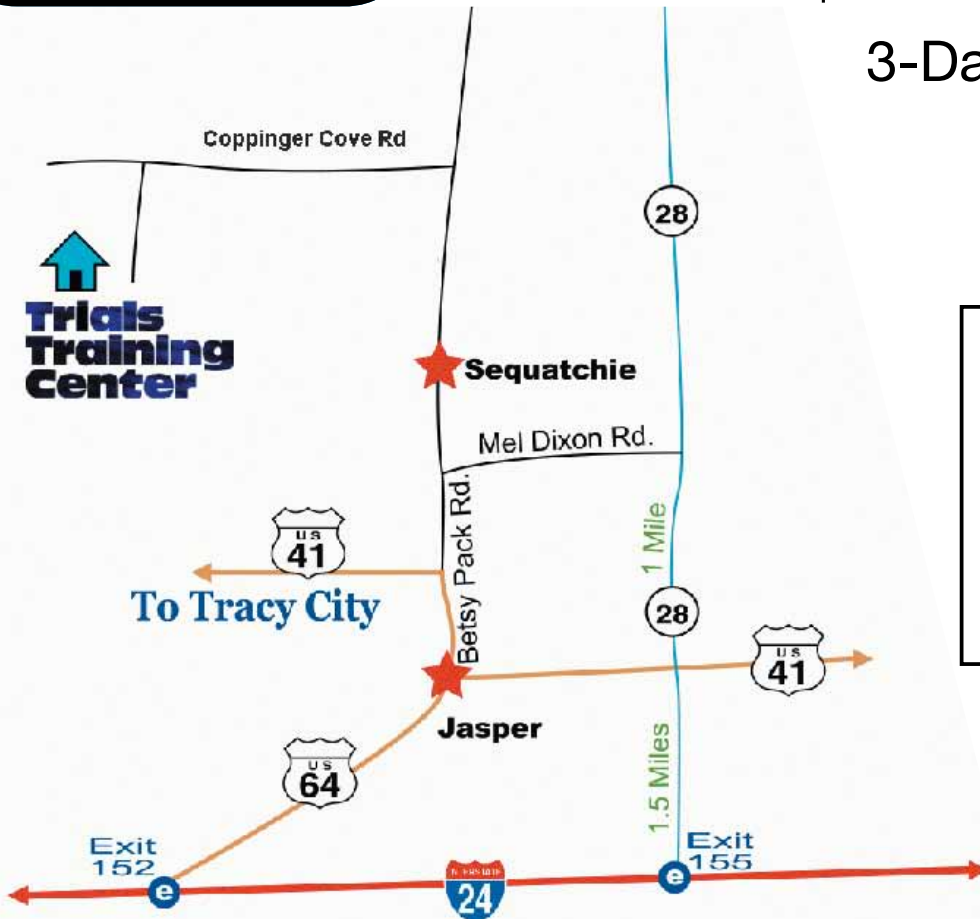 3-Da
Coppinger Cove Rd
28
Trials
Training
Center
Sequatchie
Mel Dixon Rd.
Betsy Pack Rd.
1 Mile
US
41
To Tracy City
28
US
41
Jasper
US
64
1.5 Miles
Exit
152
Exit
155
e
e
INTERSTATE
24